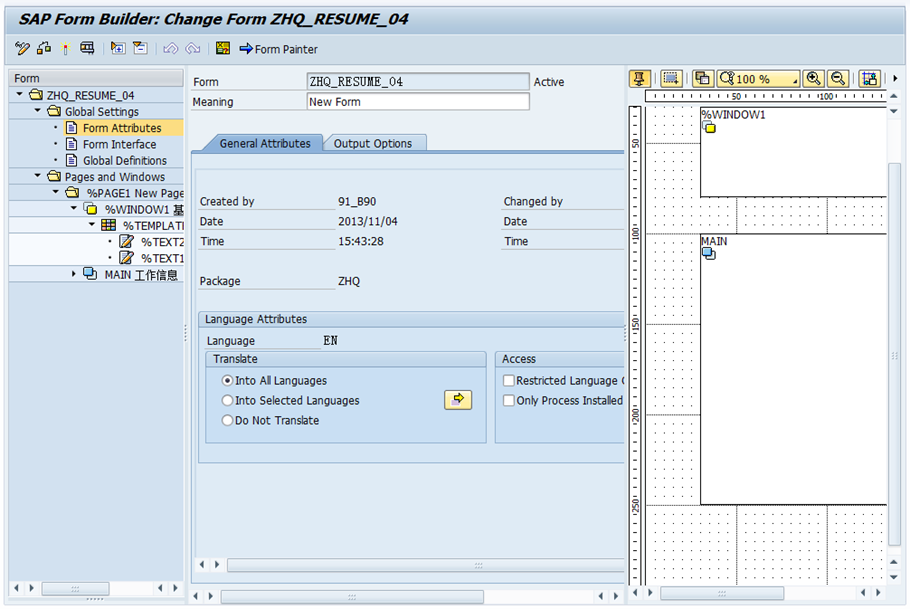 SAP Form Builder: Change Form ZHQ_RESUME_04
Form Painter
Form
ZHQ_RESUME_04
Global Settings
Form Attributes
Form Interface
Global Definitions
Pages and Windows
%PAGE1 New Page
%WINDOW1 基
%TEMPLATE
%TEXT2
%TEXT1
MAIN 工作信息
Form ZHQ_RESUME_04 Active
Meaning New Form
General Attributes Output Options
Created by 91_B90 Changed by
Date 2013/11/04 Date
Time 15:43:28 Time
Package ZHQ
Language Attributes
Language EN
Translate Access
Into All Languages Restricted Language
Into Selected Languages Only Process Installed
Do Not Translate
100 %
50 100
%WINDOW1
MAIN
50
100
150
200
250